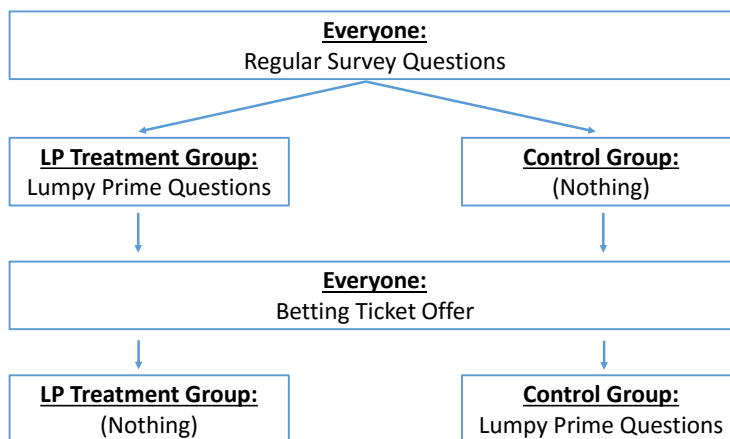 Everyone:
Regular Survey Questions
LP Treatment Group:
Lumpy Prime Questions
Control Group:
(Nothing)
Everyone:
Betting Ticket Offer
LP Treatment Group:
(Nothing)
Control Group:
Lumpy Prime Questions